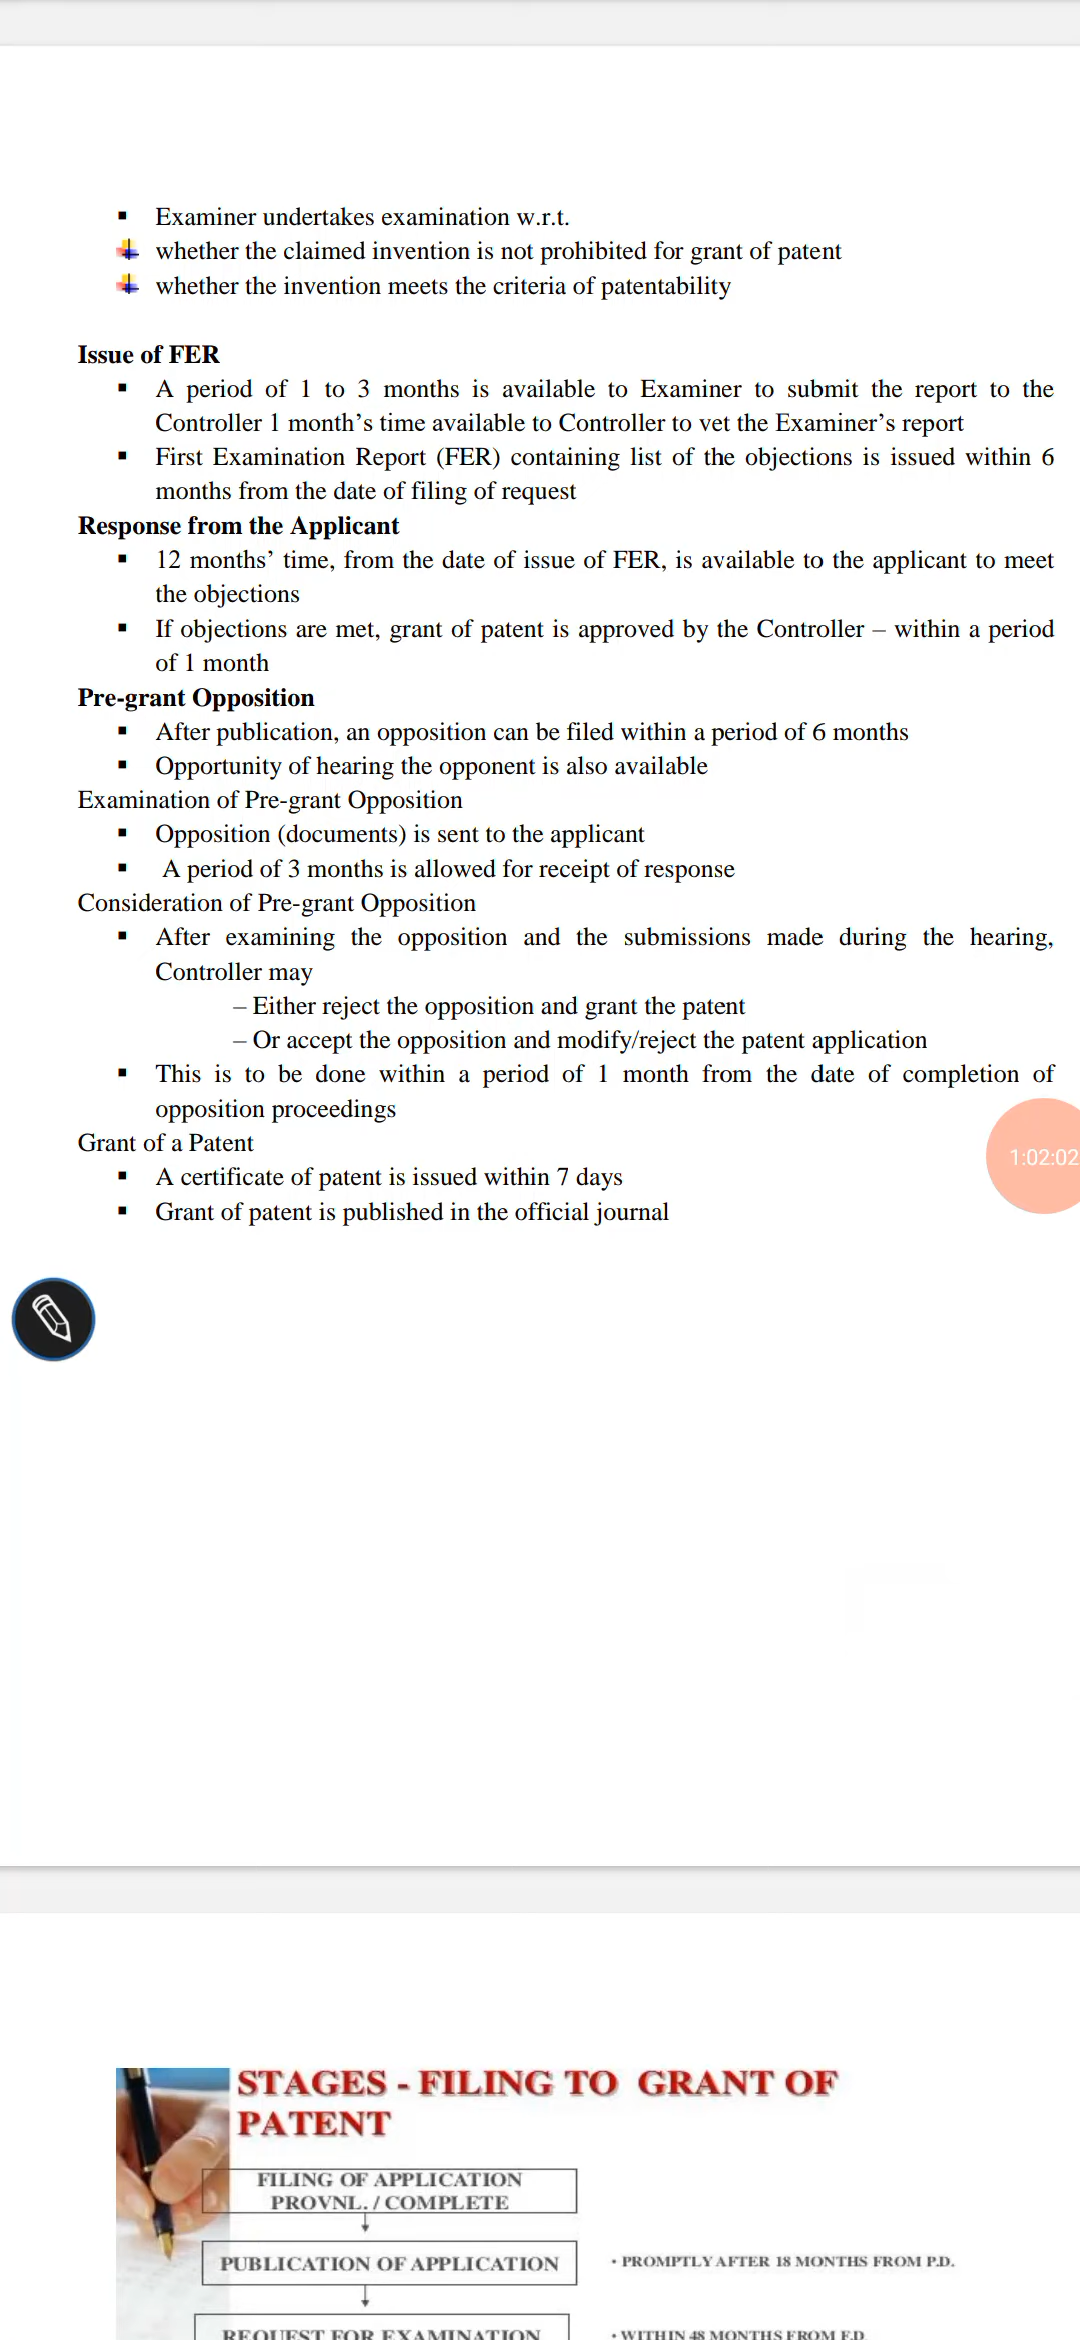 ▪ Examiner undertakes examination w.r.t.
whether the claimed invention is not prohibited for grant of patent
whether the invention meets the criteria of patentability
Issue of FER
▪ A period of 1 to 3 months is available to Examiner to submit the report to the
Controller 1 month’s time available to Controller to vet the Examiner’s report
▪ First Examination Report (FER) containing list of the objections is issued within 6
months from the date of filing of request
Response from the Applicant
▪ 12 months’ time, from the date of issue of FER, is available to the applicant to meet
the objections
▪ If objections are met, grant of patent is approved by the Controller – within a period
of 1 month
Pre-grant Opposition
▪ After publication, an opposition can be filed within a period of 6 months
▪ Opportunity of hearing the opponent is also available
Examination of Pre-grant Opposition
▪ Opposition (documents) is sent to the applicant
▪ A period of 3 months is allowed for receipt of response
Consideration of Pre-grant Opposition
▪ After examining the opposition and the submissions made during the hearing,
Controller may
– Either reject the opposition and grant the patent
– Or accept the opposition and modify/reject the patent application
▪ This is to be done within a period of 1 month from the date of completion of
opposition proceedings
Grant of a Patent
1:02:02
▪ A certificate of patent is issued within 7 days
▪ Grant of patent is published in the official journal
STAGES - FILING TO GRANT OF
PATENT
FILING OF APPLICATION
PROVNL. / COMPLETE
PUBLICATION OF APPLICATION
• PROMPTLY AFTER 18 MONTHS FROM P.D.
REQUEST FOR EXAMINATION
• WITHIN 48 MONTHS FROM F.D.